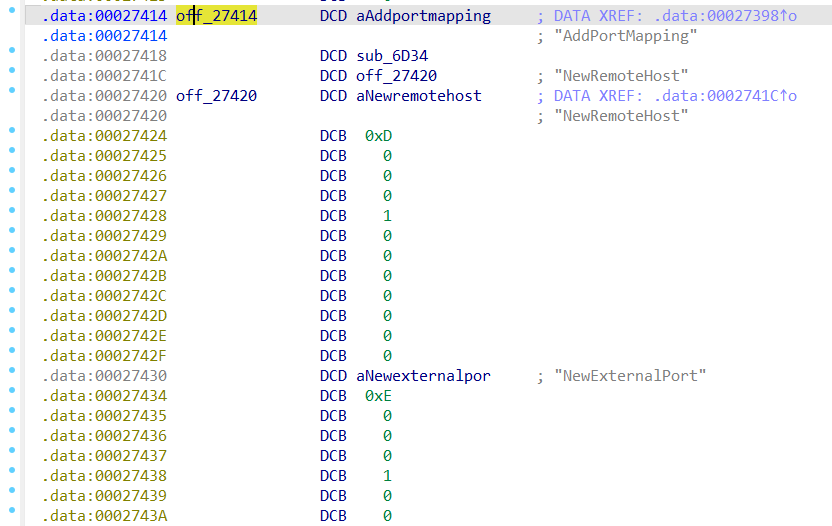 .data:00027414 off_27414 DCD aAddportmapping ; DATA XREF: .data:00027398↑o
.data:00027414 ; "AddPortMapping"
.data:00027418 DCD sub_6D34
.data:0002741C DCD off_27420 ; "NewRemoteHost"
.data:00027420 off_27420 DCD aNewremotehost ; DATA XREF: .data:0002741C↑o
.data:00027420 ; "NewRemoteHost"
.data:00027424 DCB 0xD
.data:00027425 DCB 0
.data:00027426 DCB 0
.data:00027427 DCB 0
.data:00027428 DCB 1
.data:00027429 DCB 0
.data:0002742A DCB 0
.data:0002742B DCB 0
.data:0002742C DCB 0
.data:0002742D DCB 0
.data:0002742E DCB 0
.data:0002742F DCB 0
.data:00027430 DCD aNewexternalpor ; "NewExternalPort"
.data:00027434 DCB 0xE
.data:00027435 DCB 0
.data:00027436 DCB 0
.data:00027437 DCB 0
.data:00027438 DCB 1
.data:00027439 DCB 0
.data:0002743A DCB 0